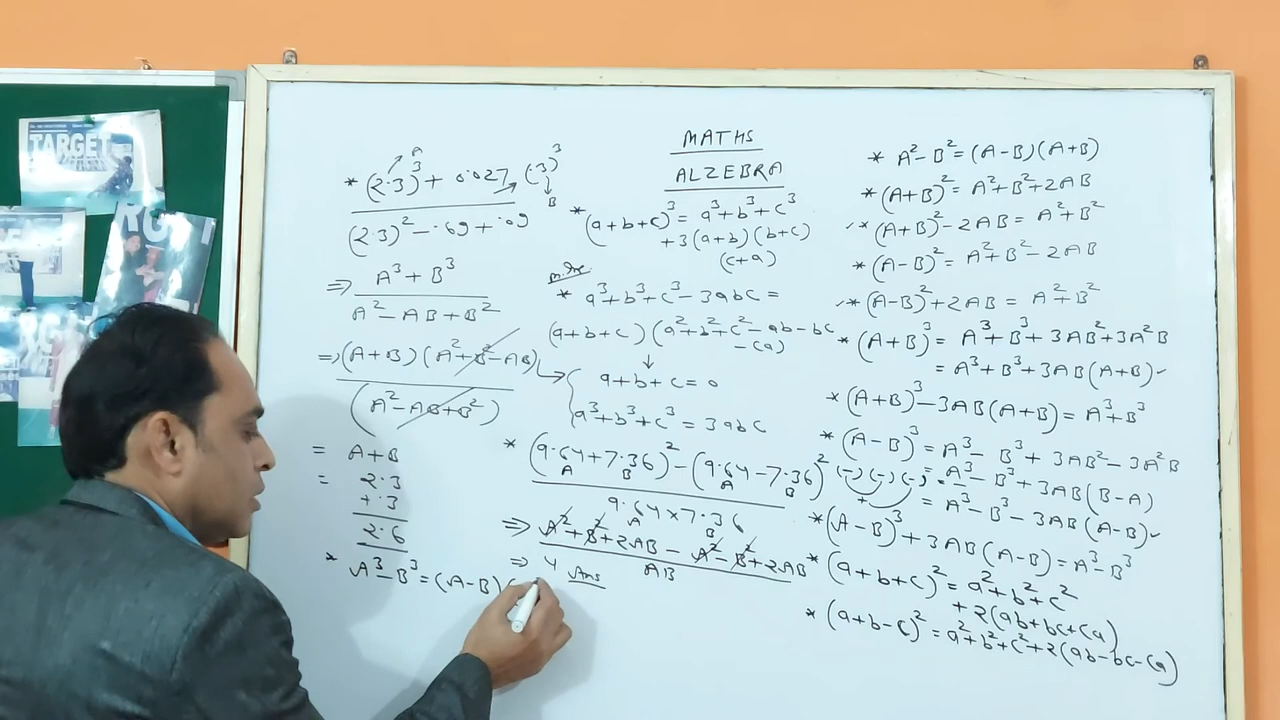 TARGET
MATHS
ALZEBRA
* (2.3)³ + 0.027 (.3)³
A
B
(2.3)² - .69 + .09
=> A³ + B³
A² - AB + B²
=> (A+B) (A² + B² - AB)
(A² - AB + B²)
= A+B
= 2.3
+ .3
2.6
* A³ - B³ = (A-B) (
* (a+b+c)³ = a³+b³+c³
+3(a+b)(b+c)
(c+a)
* a³+b³+c³-3abc =
(a+b+c) (a²+b²+c²-ab-bc
-ca)
↓
a+b+c=0
a³+b³+c³ = 3abc
* (9.64+7.36)² - (9.64-7.36)²
A B A B
9.64×7.36
A B
=> A²+B²+2AB - A²-B²+2AB
AB
=> 4 Ans
* A²-B² = (A-B)(A+B)
* (A+B)² = A²+B²+2AB
* (A+B)²-2AB = A²+B²
* (A-B)² = A²+B²-2AB
* (A-B)²+2AB = A²+B²
* (A+B)³ = A³+B³+3AB²+3A²B
= A³+B³+3AB(A+B)
* (A+B)³-3AB(A+B) = A³+B³
* (A-B)³ = A³-B³+3AB²-3A²B
(-)(-)(-) = - = A³-B³+3AB(B-A)
+ = A³-B³-3AB(A-B)
* (A-B)³+3AB(A-B) = A³-B³
* (a+b+c)² = a²+b²+c²
+2(ab+bc+ca)
* (a+b-c)² = a²+b²+c²+2(ab-bc-ca)